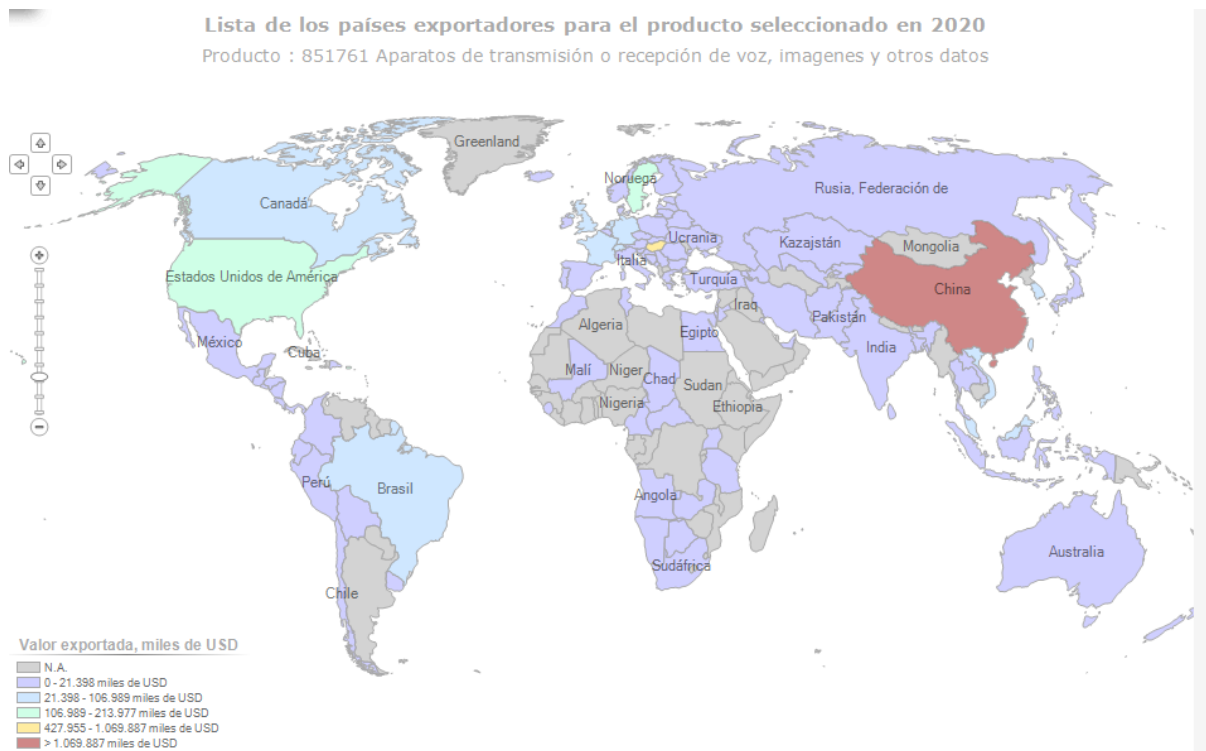 Lista de los países exportadores para el producto seleccionado en 2020
Producto : 851761 Aparatos de transmisión o recepción de voz, imagenes y otros datos
Greenland
Noruega
Rusia, Federación de
Canadá
Ucrania
Kazajstán
Mongolia
Italia
Estados Unidos de América
Turquía
China
Iraq
Pakistán
Algeria
Egipto
México
India
Cuba
Malí
Niger
Chad
Sudan
Nigeria
Ethiopia
Perú
Brasil
Angola
Australia
Sudáfrica
Chile
Valor exportada, miles de USD
N.A.
0 - 21.398 miles de USD
21.398 - 106.989 miles de USD
106.989 - 213.977 miles de USD
427.955 - 1.069.887 miles de USD
> 1.069.887 miles de USD